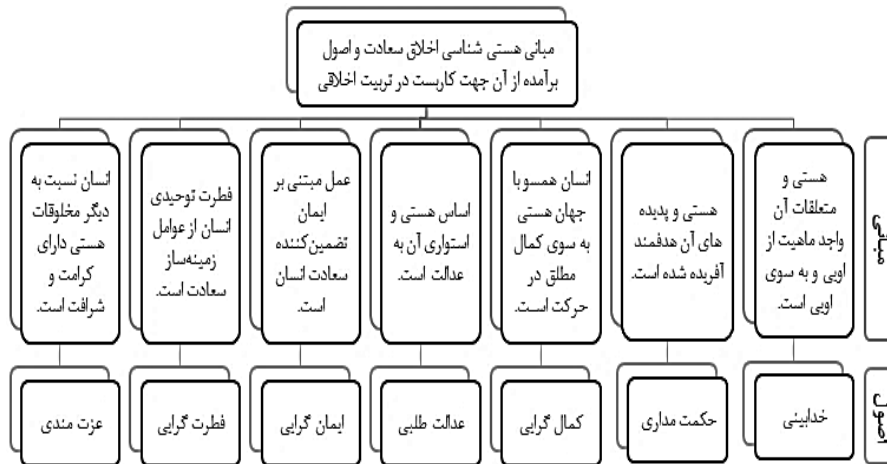 مبانی هستی شناسی اخلاق سعادت و اصول
برآمده از آن جهت کاربست در تربیت اخلاقی
مبانی
هستی و
متعلقات آن
واجد ماهیت از
اویی و به سوی
اویی است.
هستی و پدیده
های آن هدفمند
آفریده شده است.
انسان همسو با
جهان هستی
به سوی کمال
مطلق در
حرکت است.
اساس هستی و
استواری آن به
عدالت است.
عمل مبتنی بر
ایمان
تضمین‌کننده
سعادت انسان
است
فطرت توحیدی
انسان از عوامل
زمینه‌ساز
سعادت است.
انسان نسبت به
دیگر مخلوقات
هستی دارای
کرامت و
شرافت است.
اصول
خدابینی
حکمت مداری
کمال گرایی
عدالت طلبی
ایمان گرایی
فطرت گرایی
عزت مندی